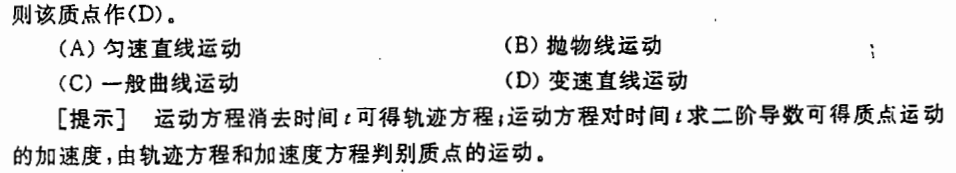 则该质点作(D)。
(A) 匀速直线运动 (B) 抛物线运动
(C) 一般曲线运动 (D) 变速直线运动
[提示] 运动方程消去时间 t 可得轨迹方程;运动方程对时间 t 求二阶导数可得质点运动
的加速度,由轨迹方程和加速度方程判别质点的运动。